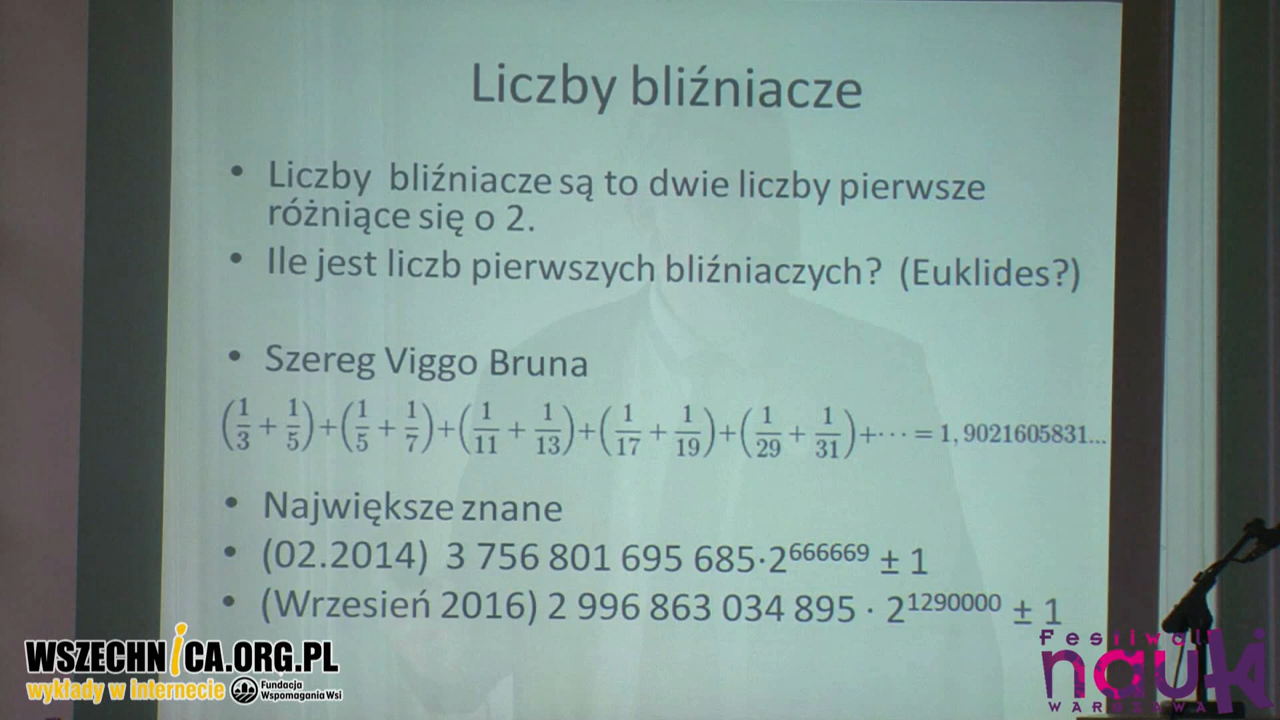 Liczby bliźniacze
• Liczby bliźniacze są to dwie liczby pierwsze
różniące się o 2.
• Ile jest liczb pierwszych bliźniaczych? (Euklides?)
• Szereg Viggo Bruna
(1/3 + 1/5)+(1/5 + 1/7)+(1/11 + 1/13)+(1/17 + 1/19)+(1/29 + 1/31)+⋯ = 1,9021605831...
• Największe znane
• (02.2014) 3 756 801 695 685·2^666669 ± 1
• (Wrzesień 2016) 2 996 863 034 895 · 2^1290000 ± 1
WSZECHNiCA.ORG.PL
wykłady w Internecie
Fundacja
Wspomagania Wsi
Festiwal
nauki
WARSZAWA